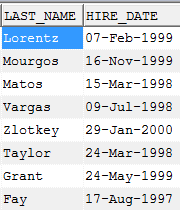 LAST_NAME HIRE_DATE
Lorentz 07-Feb-1999
Mourgos 16-Nov-1999
Matos 15-Mar-1998
Vargas 09-Jul-1998
Zlotkey 29-Jan-2000
Taylor 24-Mar-1998
Grant 24-May-1999
Fay 17-Aug-1997